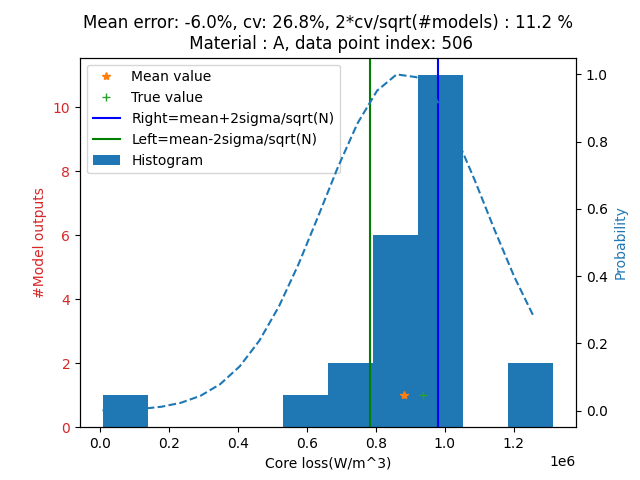 Mean error: -6.0%, cv: 26.8%, 2*cv/sqrt(#models) : 11.2 %
Material : A, data point index: 506
Mean value
True value
Right=mean+2sigma/sqrt(N)
Left=mean-2sigma/sqrt(N)
Histogram
#Model outputs
0
2
4
6
8
10
0.0
0.2
0.4
0.6
0.8
1.0
1.2
1e6
Core loss(W/m^3)
0.0
0.2
0.4
0.6
0.8
1.0
Probability